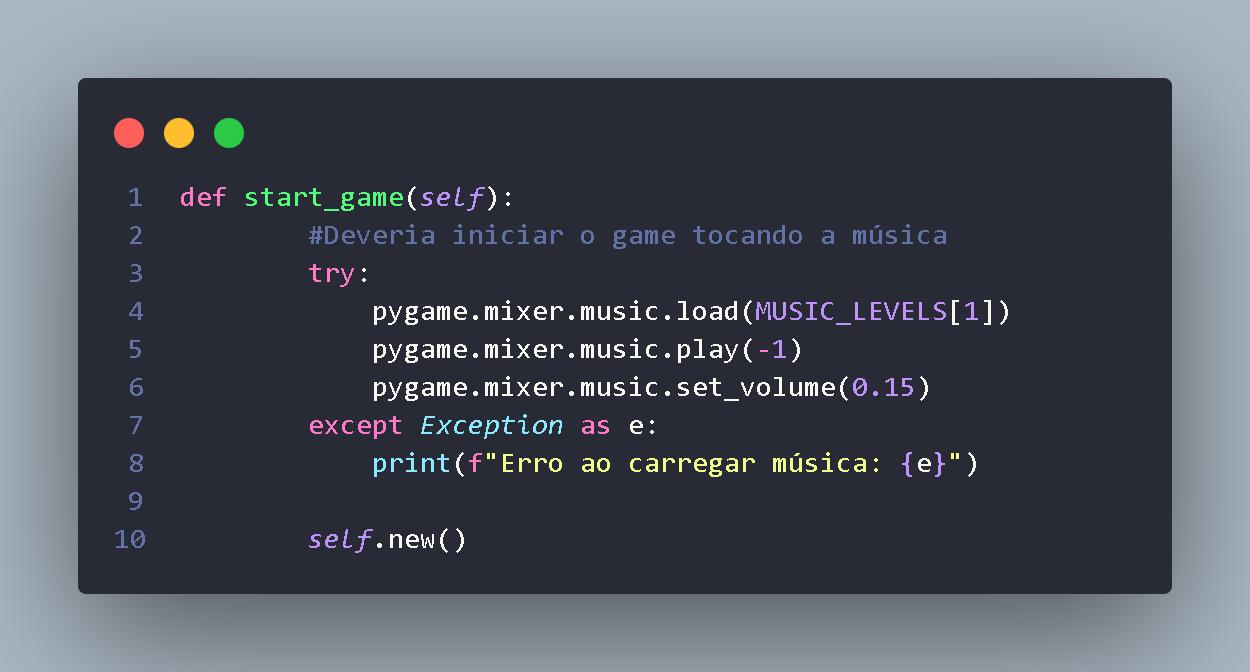 1 def start_game(self):
2         #Deveria iniciar o game tocando a música
3         try:
4             pygame.mixer.music.load(MUSIC_LEVELS[1])
5             pygame.mixer.music.play(-1)
6             pygame.mixer.music.set_volume(0.15)
7         except Exception as e:
8             print(f"Erro ao carregar música: {e}")
9
10         self.new()